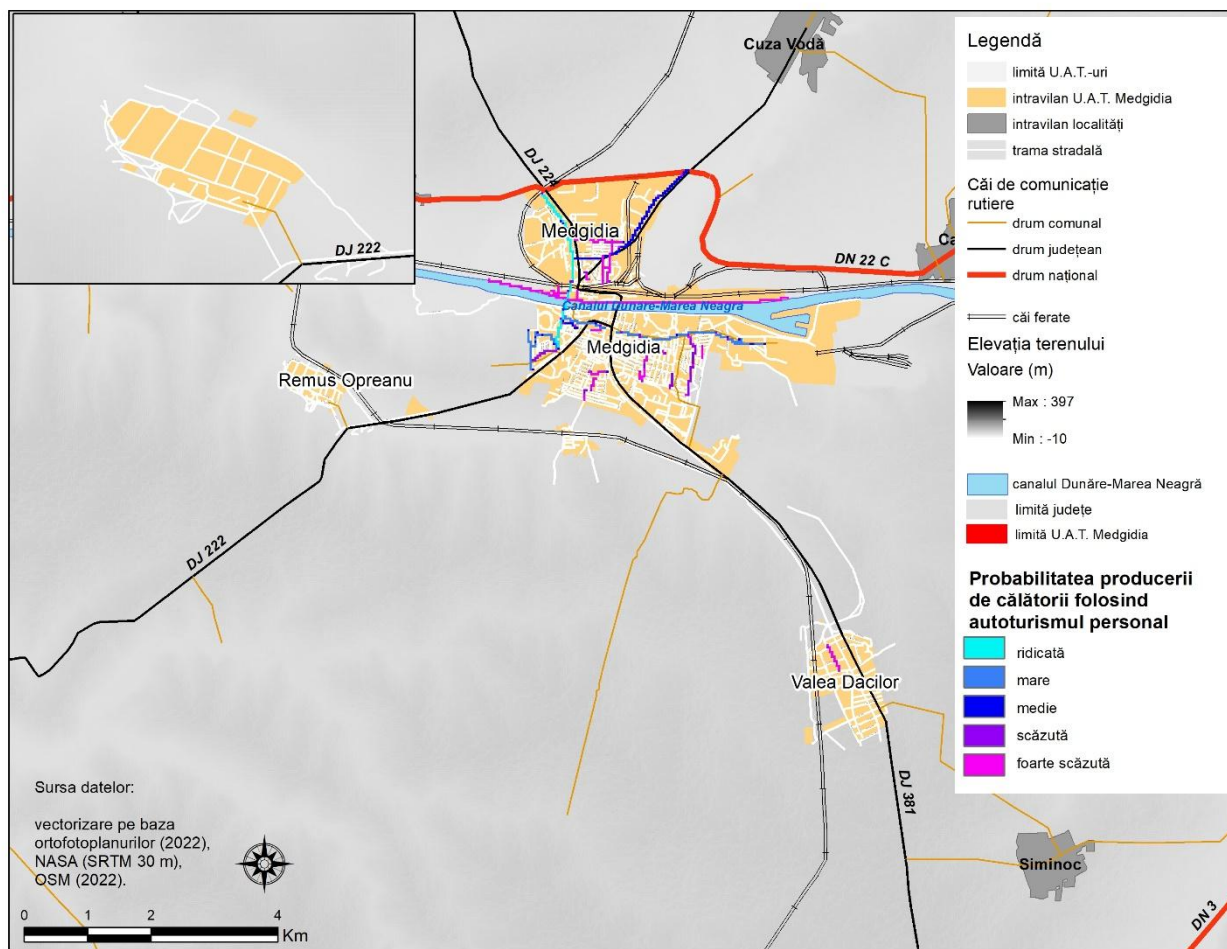 Cuza Vodă
DJ 224
Medgidia
DN 22 C
Ca
DJ 222
Canalul Dunăre-Marea Neagră
Medgidia
Remus Opreanu
DJ 222
Valea Dacilor
DJ 381
Siminoc
DN 3
Sursa datelor:
vectorizare pe baza
ortofotoplanurilor (2022),
NASA (SRTM 30 m),
OSM (2022).
0 1 2 4
Km
Legendă
limită U.A.T.-uri
intravilan U.A.T. Medgidia
intravilan localități
trama stradală
Căi de comunicație
rutiere
drum comunal
drum județean
drum național
căi ferate
Elevația terenului
Valoare (m)
Max : 397
Min : -10
canalul Dunăre-Marea Neagră
limită județe
limită U.A.T. Medgidia
Probabilitatea producerii
de călătorii folosind
autoturismul personal
ridicată
mare
medie
scăzută
foarte scăzută